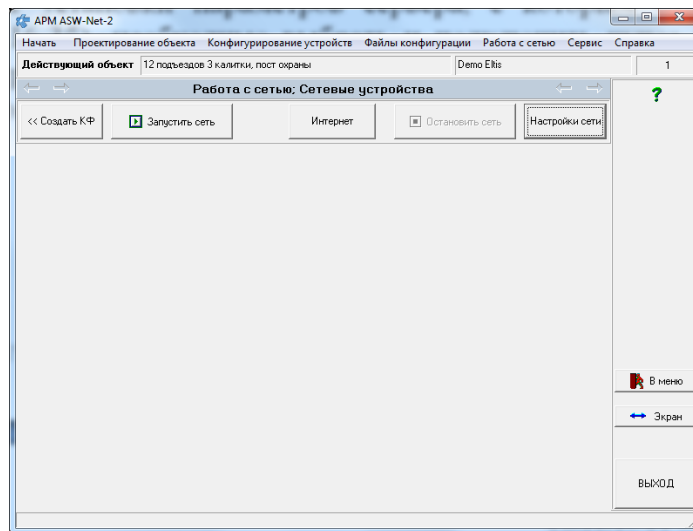 АРМ ASW-Net-2
Начать Проектирование объекта Конфигурирование устройств Файлы конфигурации Работа с сетью Сервис Справка
Действующий объект 12 подъездов 3 калитки, пост охраны Demo Eltis 1
Работа с сетью; Сетевые устройства
<< Создать КФ Запустить сеть Интернет Остановить сеть Настройки сети
?
В меню
Экран
ВЫХОД